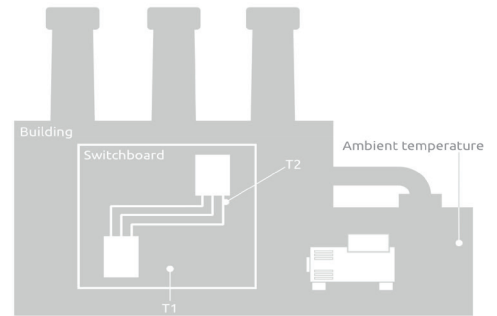 Building
Switchboard
Ambient temperature
T2
T1